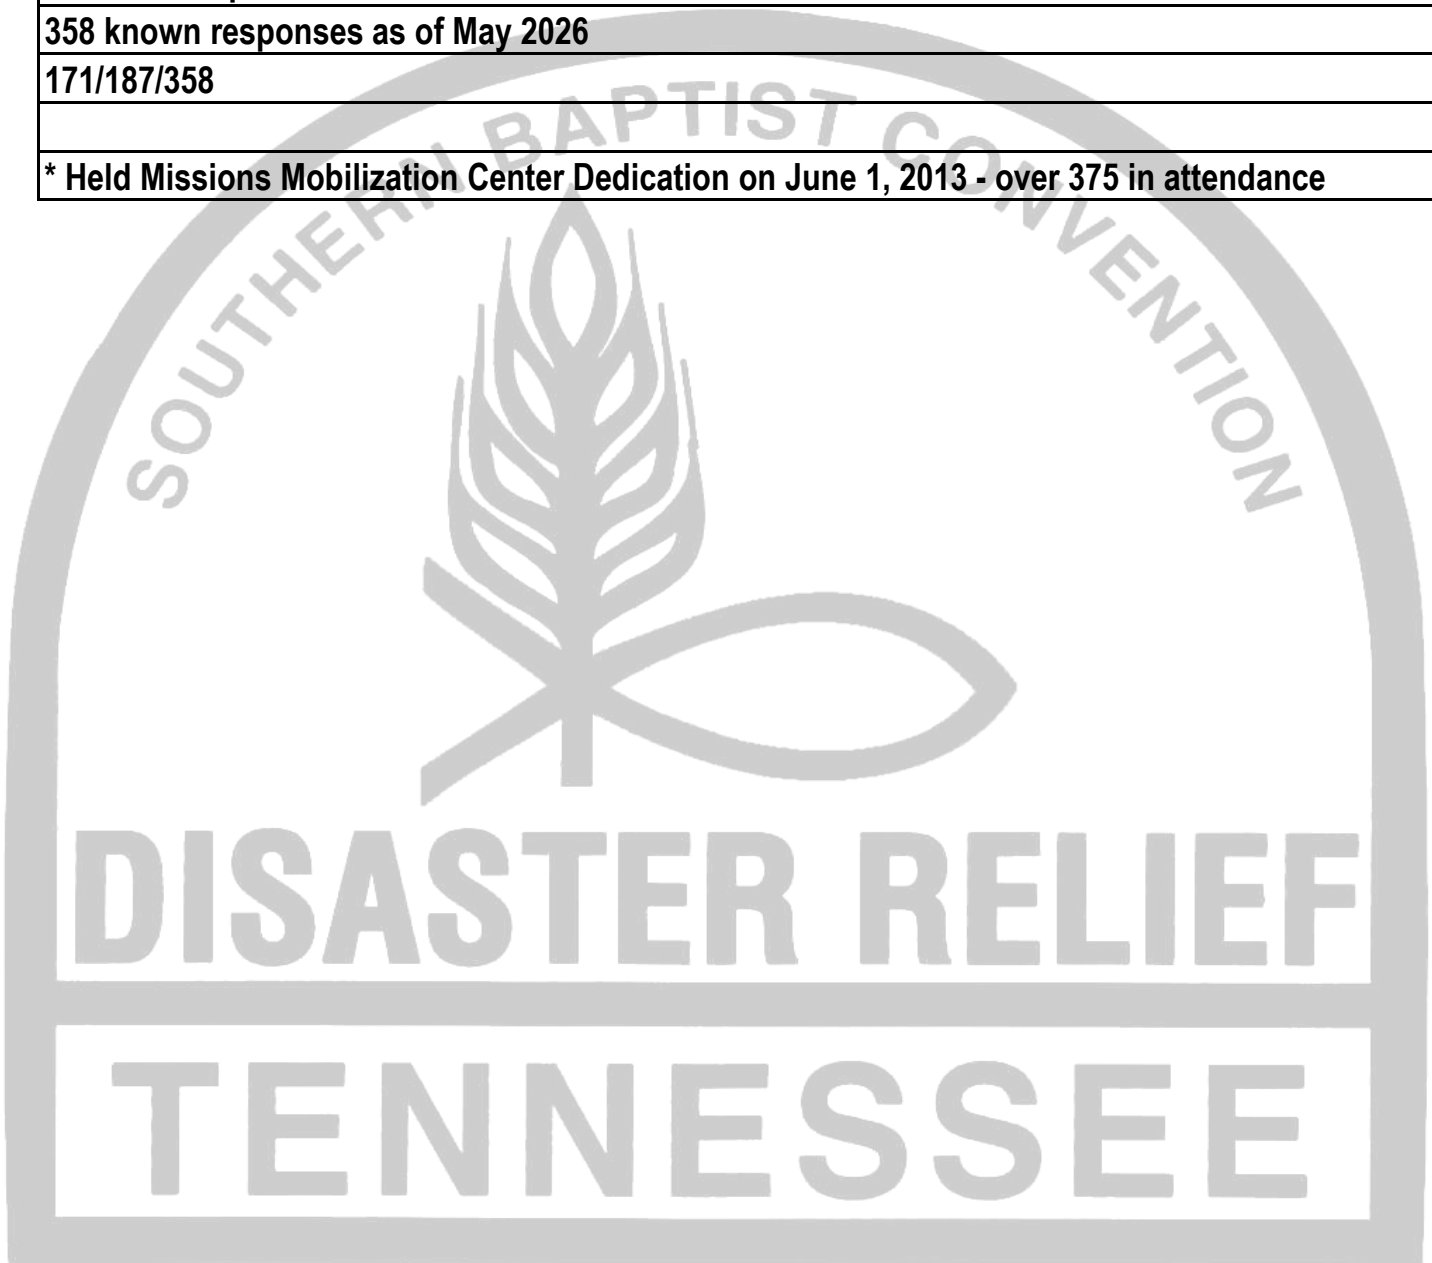 358 known responses as of May 2026
171/187/358
* Held Missions Mobilization Center Dedication on June 1, 2013 - over 375 in attendance
SOUTHERN BAPTIST CONVENTION
DISASTER RELIEF
TENNESSEE